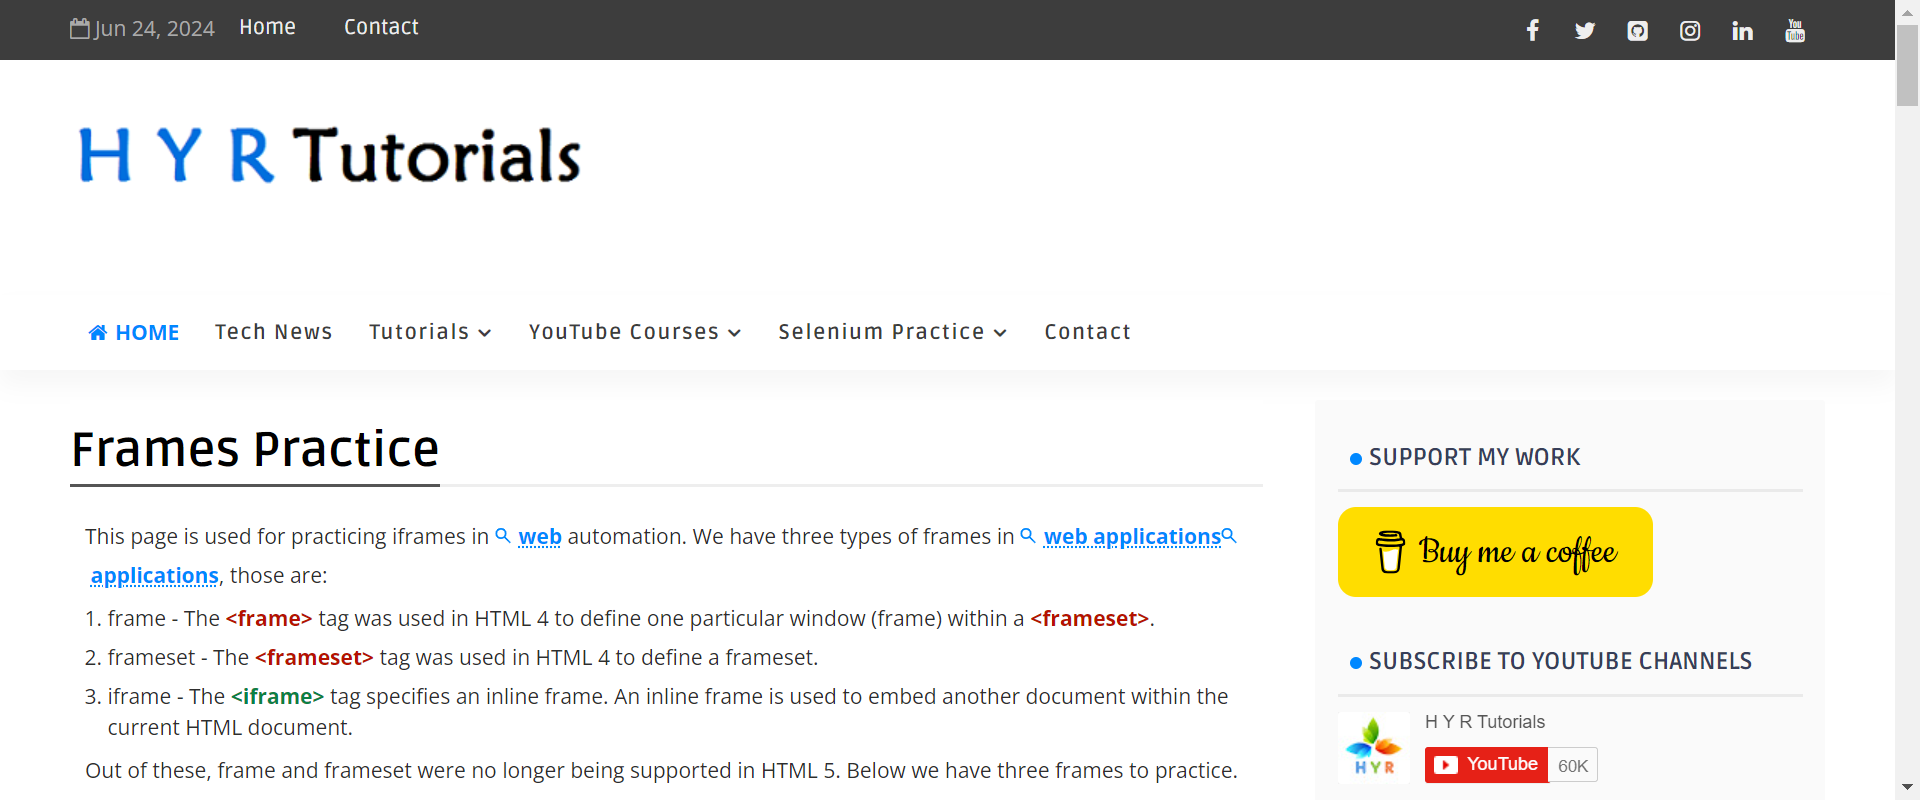 Jun 24, 2024 Home Contact
You
Tube
H Y R Tutorials
HOME Tech News Tutorials YouTube Courses Selenium Practice Contact
Frames Practice
This page is used for practicing iframes in web automation. We have three types of frames in web applications
applications, those are:
1. frame - The <frame> tag was used in HTML 4 to define one particular window (frame) within a <frameset>.
2. frameset - The <frameset> tag was used in HTML 4 to define a frameset.
3. iframe - The <iframe> tag specifies an inline frame. An inline frame is used to embed another document within the
current HTML document.
Out of these, frame and frameset were no longer being supported in HTML 5. Below we have three frames to practice.
SUPPORT MY WORK
Buy me a coffee
SUBSCRIBE TO YOUTUBE CHANNELS
H Y R Tutorials
HYR
YouTube 60K